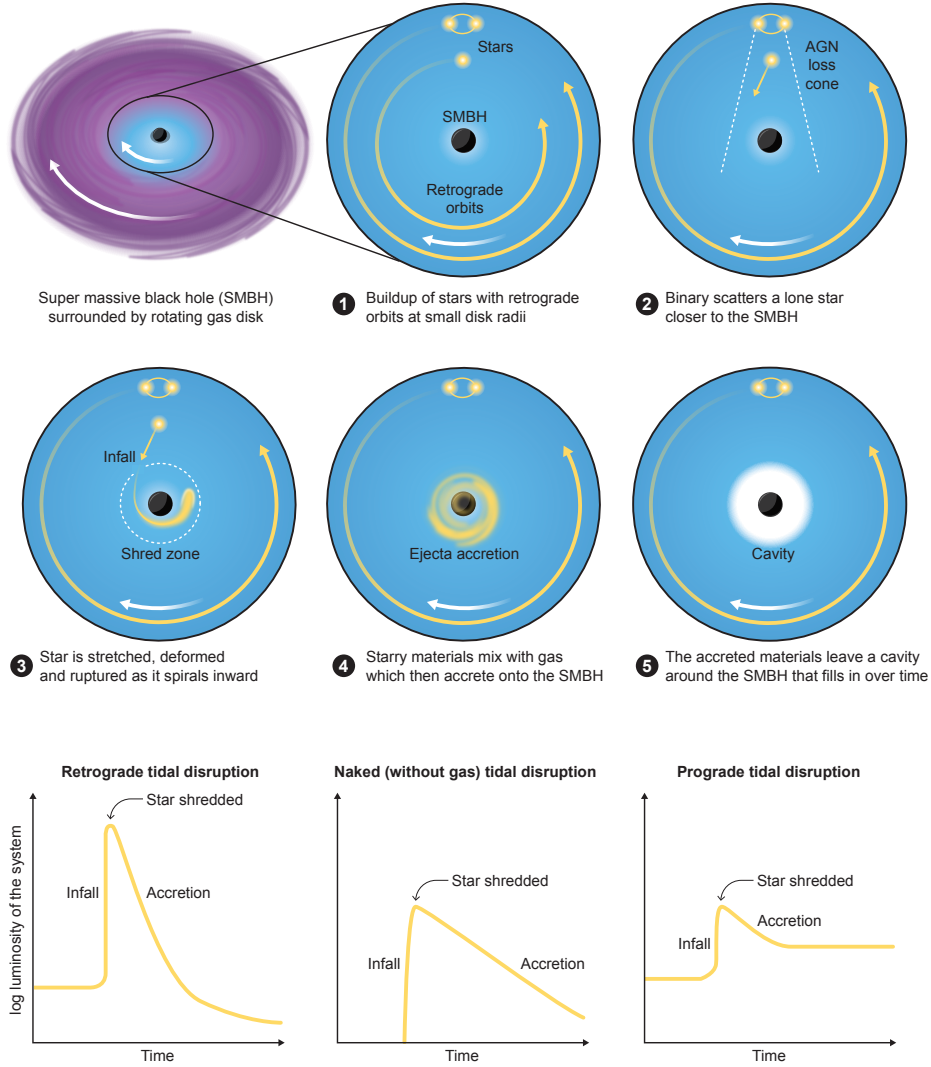 Stars
SMBH
Retrograde
orbits
AGN
loss
cone
Super massive black hole (SMBH)
surrounded by rotating gas disk
1 Buildup of stars with retrograde
orbits at small disk radii
2 Binary scatters a lone star
closer to the SMBH
Infall
Shred zone
Ejecta accretion
Cavity
3 Star is stretched, deformed
and ruptured as it spirals inward
4 Starry materials mix with gas
which then accrete onto the SMBH
5 The accreted materials leave a cavity
around the SMBH that fills in over time
Retrograde tidal disruption
log luminosity of the system
Star shredded
Infall
Accretion
Time
Naked (without gas) tidal disruption
Star shredded
Infall
Accretion
Time
Prograde tidal disruption
Star shredded
Infall
Accretion
Time